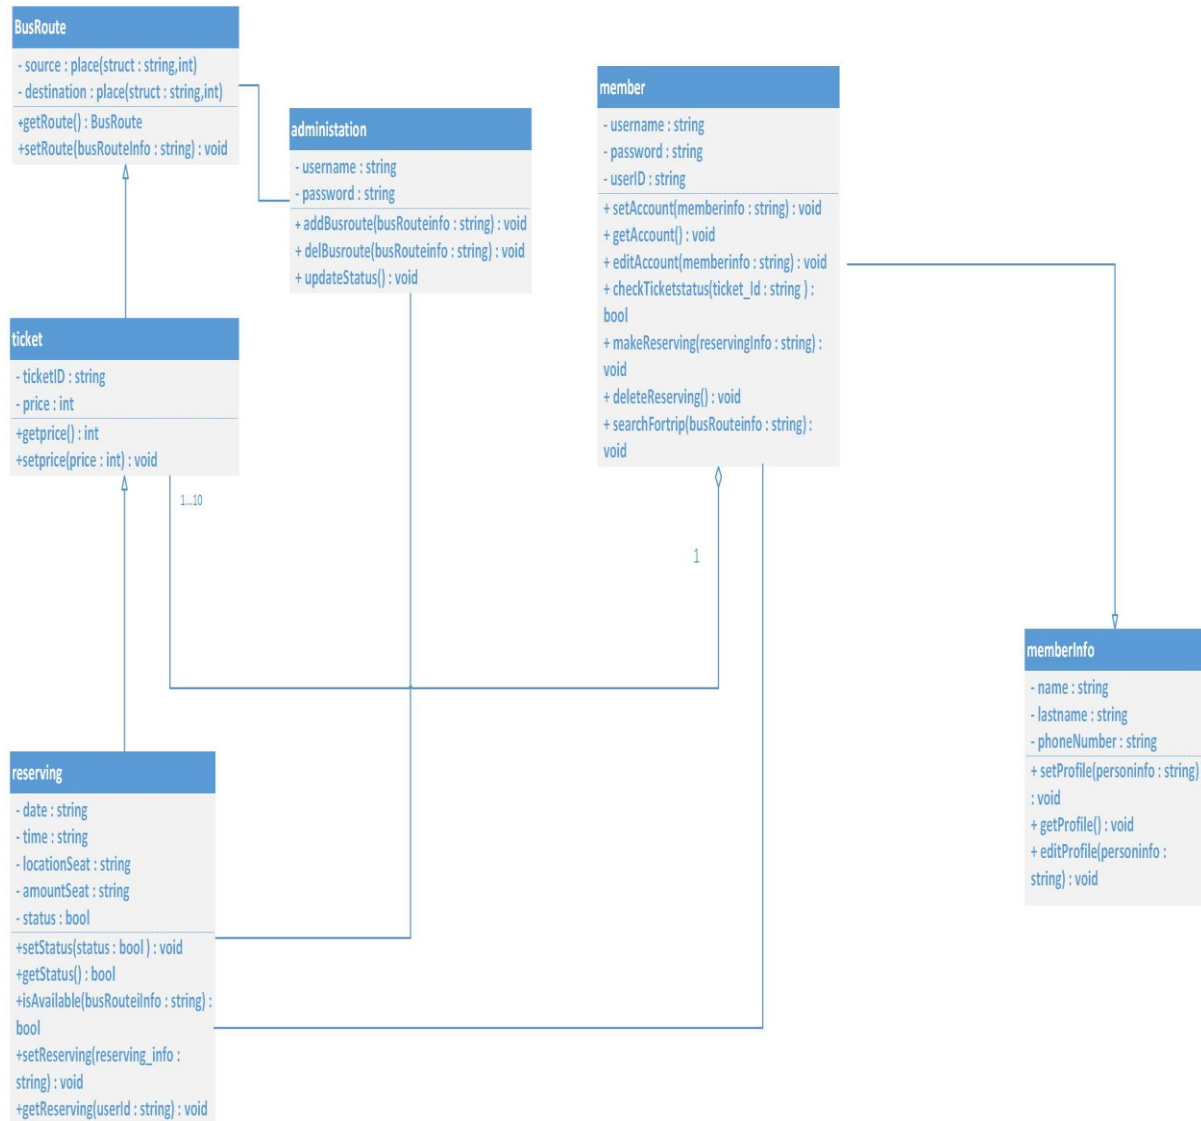 BusRoute
- source : place(struct : string,int)
- destination : place(struct : string,int)
+getRoute() : BusRoute
+setRoute(busRouteInfo : string) : void
administation
- username : string
- password : string
+ addBusroute(busRouteinfo : string) : void
+ delBusroute(busRouteinfo : string) : void
+ updateStatus() : void
member
- username : string
- password : string
- userID : string
+ setAccount(memberinfo : string) : void
+ getAccount() : void
+ editAccount(memberinfo : string) : void
+ checkTicketstatus(ticket_Id : string ) :
bool
+ makeReserving(reservingInfo : string) :
void
+ deleteReserving() : void
+ searchFortrip(busRouteinfo : string) :
void
ticket
- ticketID : string
- price : int
+getprice() : int
+setprice(price : int) : void
1...10
1
memberInfo
- name : string
- lastname : string
- phoneNumber : string
+ setProfile(personinfo : string)
: void
+ getProfile() : void
+ editProfile(personinfo :
string) : void
reserving
- date : string
- time : string
- locationSeat : string
- amountSeat : string
- status : bool
+setStatus(status : bool ) : void
+getStatus() : bool
+isAvailable(busRouteiInfo : string) :
bool
+setReserving(reserving_info :
string) : void
+getReserving(userId : string) : void